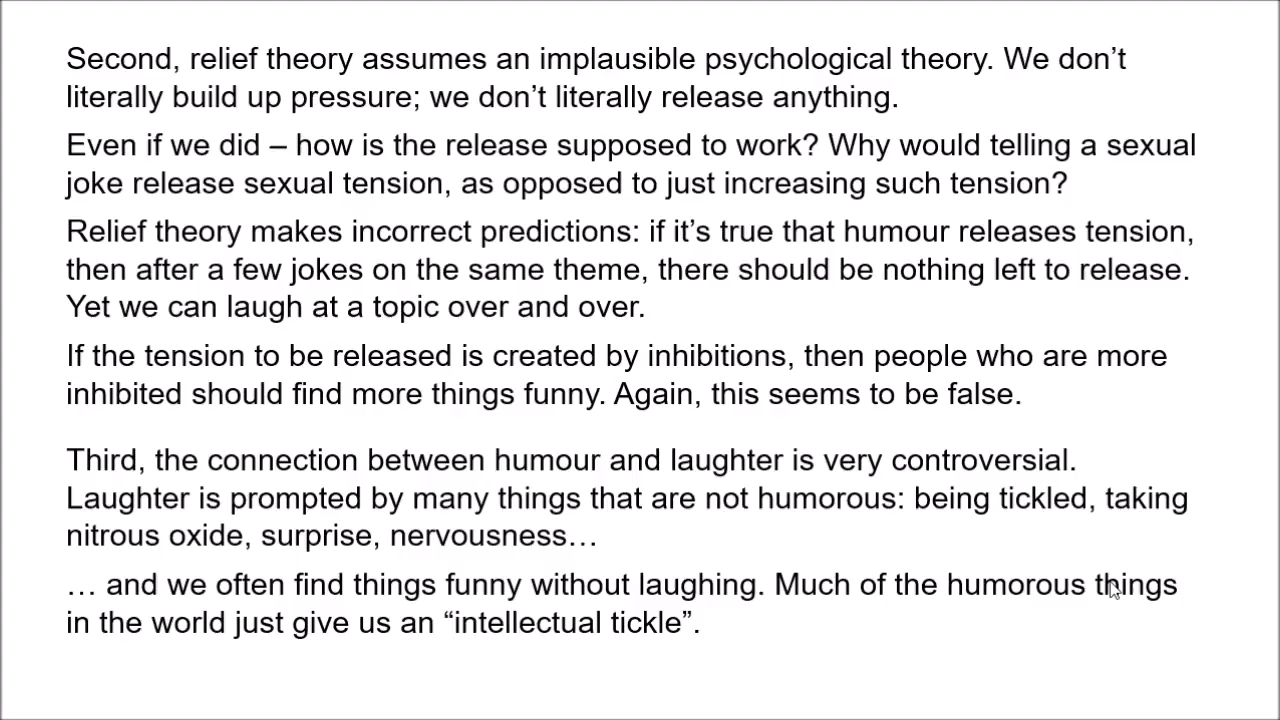 Second, relief theory assumes an implausible psychological theory. We don’t
literally build up pressure; we don’t literally release anything.
Even if we did – how is the release supposed to work? Why would telling a sexual
joke release sexual tension, as opposed to just increasing such tension?
Relief theory makes incorrect predictions: if it’s true that humour releases tension,
then after a few jokes on the same theme, there should be nothing left to release.
Yet we can laugh at a topic over and over.
If the tension to be released is created by inhibitions, then people who are more
inhibited should find more things funny. Again, this seems to be false.
Third, the connection between humour and laughter is very controversial.
Laughter is prompted by many things that are not humorous: being tickled, taking
nitrous oxide, surprise, nervousness…
… and we often find things funny without laughing. Much of the humorous things
in the world just give us an “intellectual tickle”.